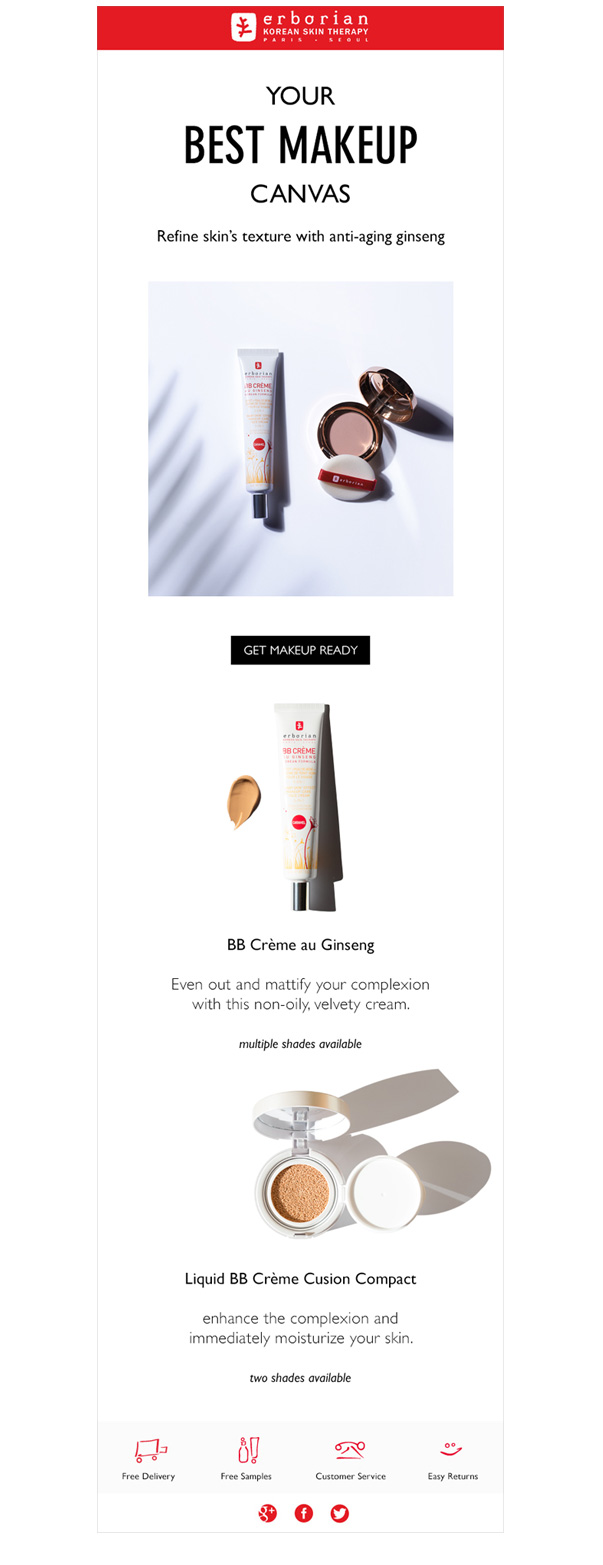 erborian
KOREAN SKIN THERAPY
PARIS - SEOUL
YOUR
BEST MAKEUP
CANVAS
Refine skin's texture with anti-aging ginseng
erborian
BB CRÈME
AU GINSENG
erborian
GET MAKEUP READY
erborian
KOREAN SKIN THERAPY
BB CRÈME
AU GINSENG
BB Crème au Ginseng
Even out and mattify your complexion
with this non-oily, velvety cream.
multiple shades available
Liquid BB Crème Cusion Compact
enhance the complexion and
immediately moisturize your skin.
two shades available
Free Delivery
Free Samples
Customer Service
Easy Returns